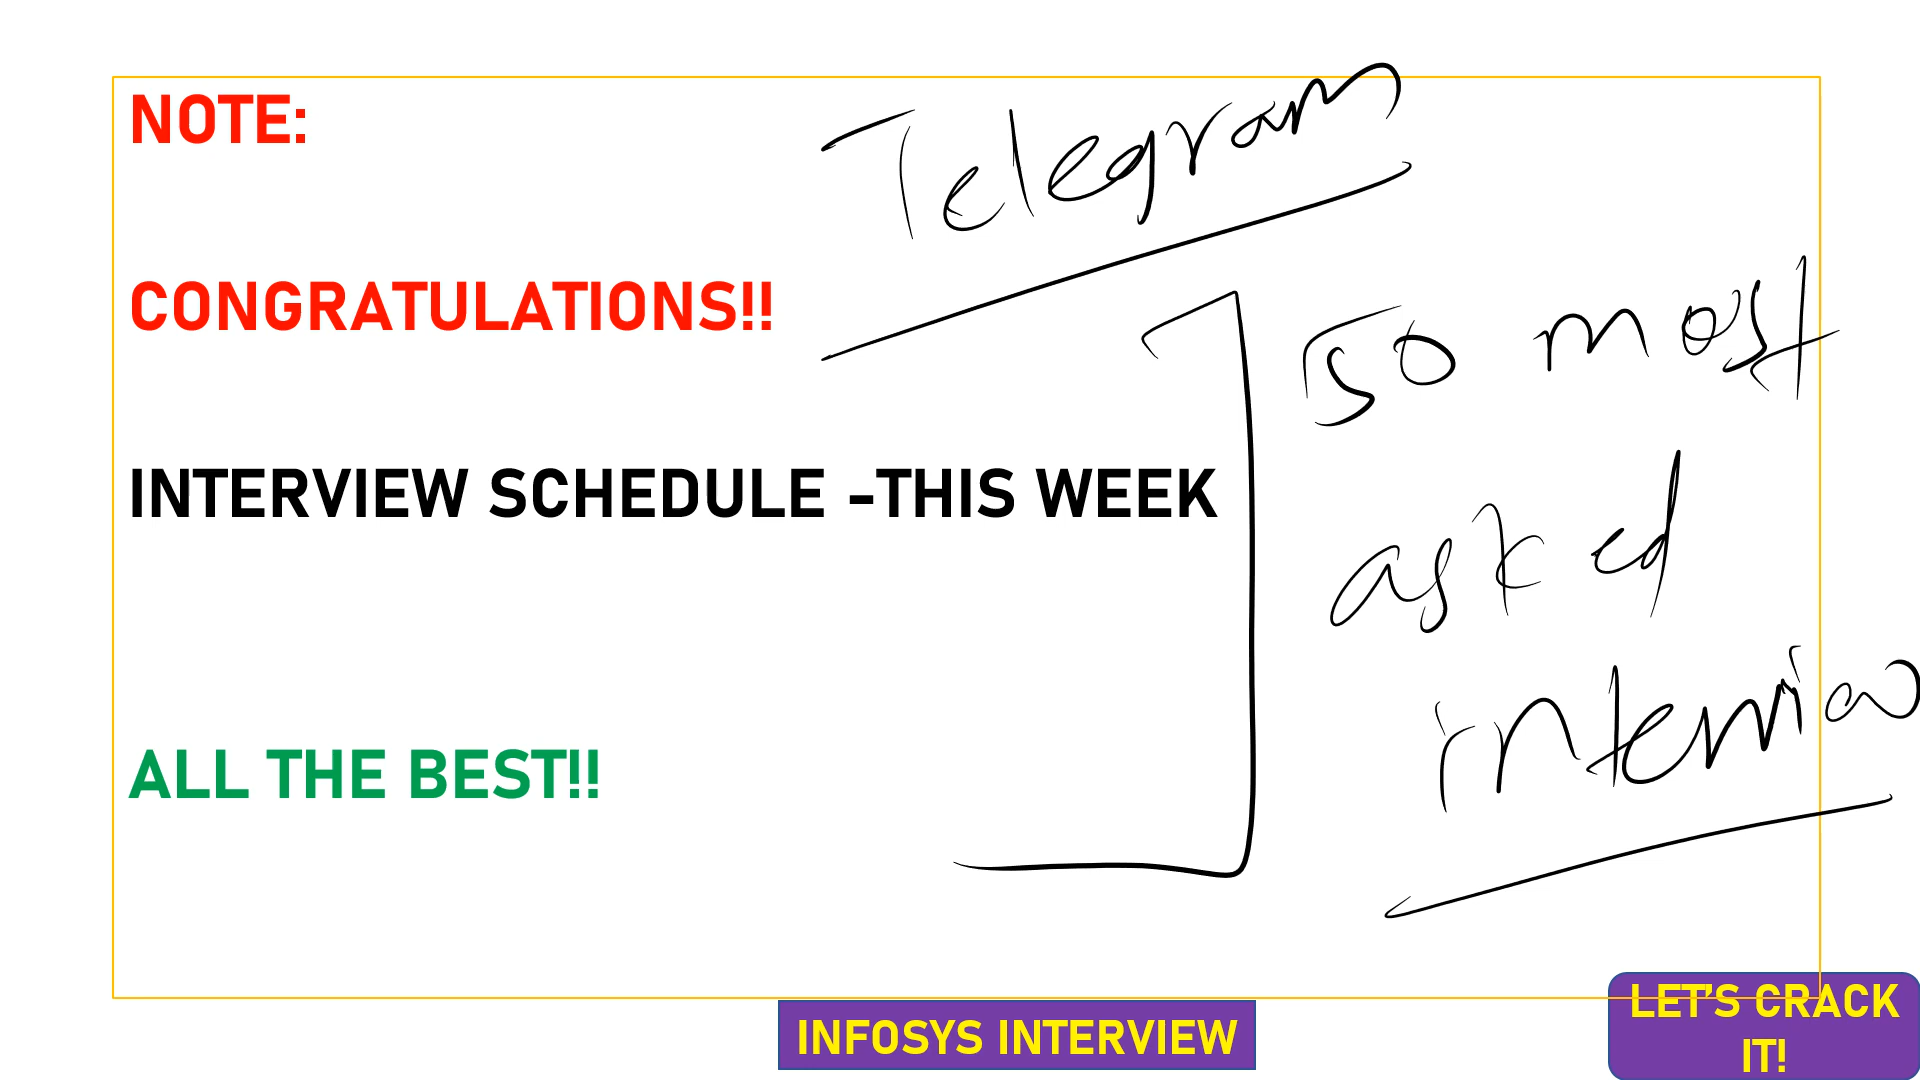 NOTE:
Telegram
CONGRATULATIONS!!
50 most
INTERVIEW SCHEDULE -THIS WEEK
asked
interview
ALL THE BEST!!
INFOSYS INTERVIEW
LET'S CRACK
IT!